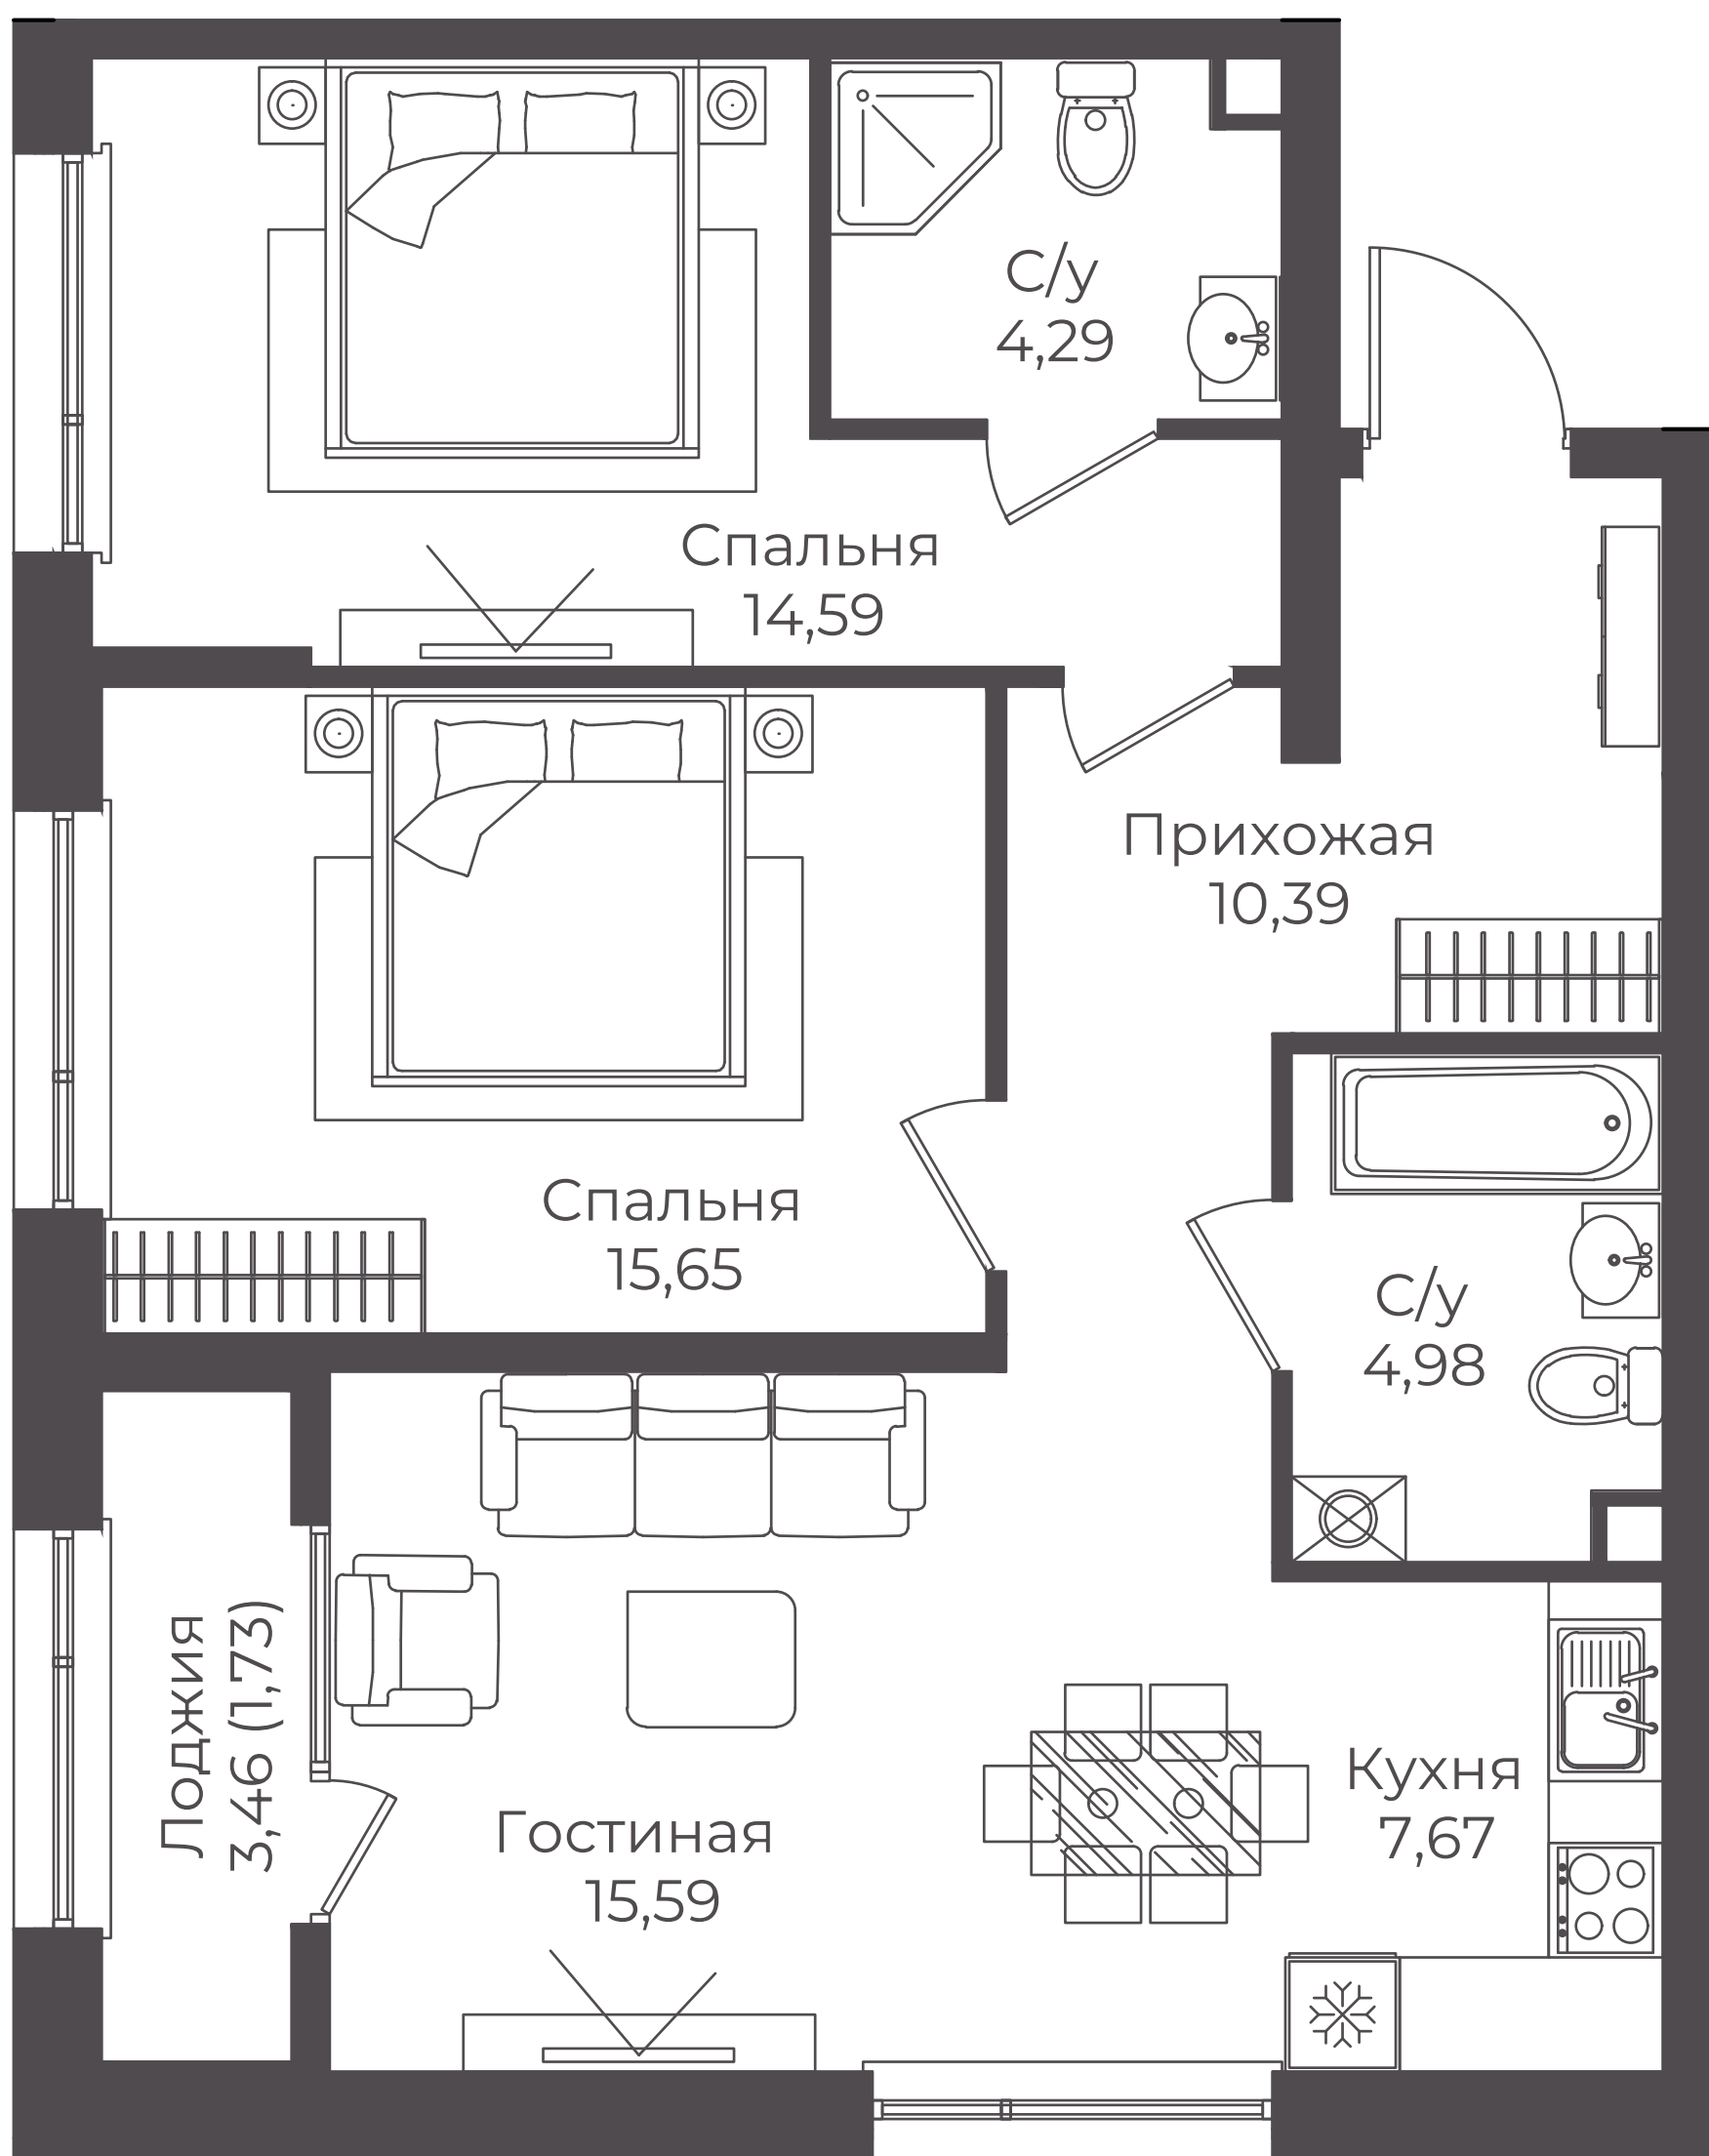 С/у
4,29
Спальня
14,59
Прихожая
10,39
Спальня
15,65
С/у
4,98
Лоджия
3,46 (1,73)
Гостиная
15,59
Кухня
7,67